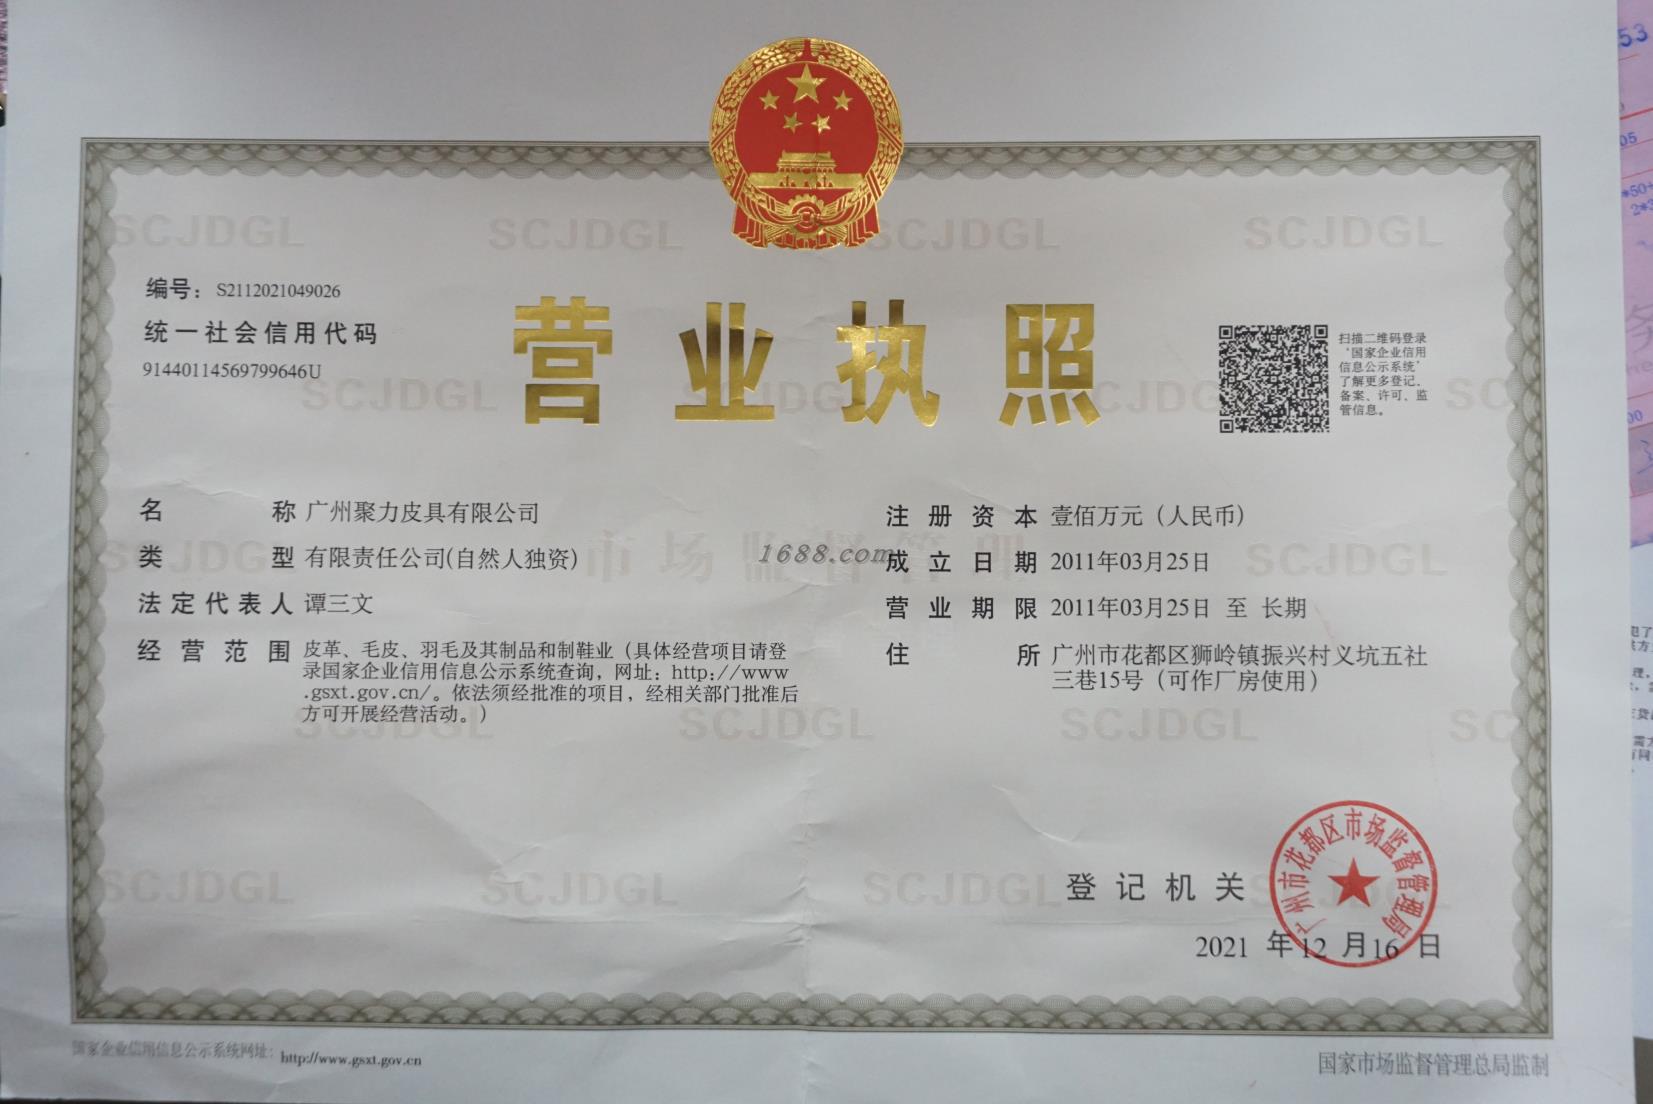 编号：S2112021049026
统一社会信用代码
91440114569799646U
营业执照
扫描二维码登录
‘国家企业信用
信息公示系统’
了解更多登记、
备案、许可、监
管信息。
名称 广州聚力皮具有限公司
类型 有限责任公司(自然人独资)
法定代表人 谭三文
经营范围 皮革、毛皮、羽毛及其制品和制鞋业（具体经营项目请登
录国家企业信用信息公示系统查询，网址：http://www
.gsxt.gov.cn/。依法须经批准的项目，经相关部门批准后
方可开展经营活动。）
注册资本 壹佰万元（人民币）
成立日期 2011年03月25日
营业期限 2011年03月25日 至 长期
住所 广州市花都区狮岭镇振兴村义坑五社
三巷15号（可作厂房使用）
市场监督管理
1688.com
SCJDGL
登记机关
广州市花都区市场监督管理局
2021 年12 月16 日
国家企业信用信息公示系统网址：http://www.gsxt.gov.cn
国家市场监督管理总局监制